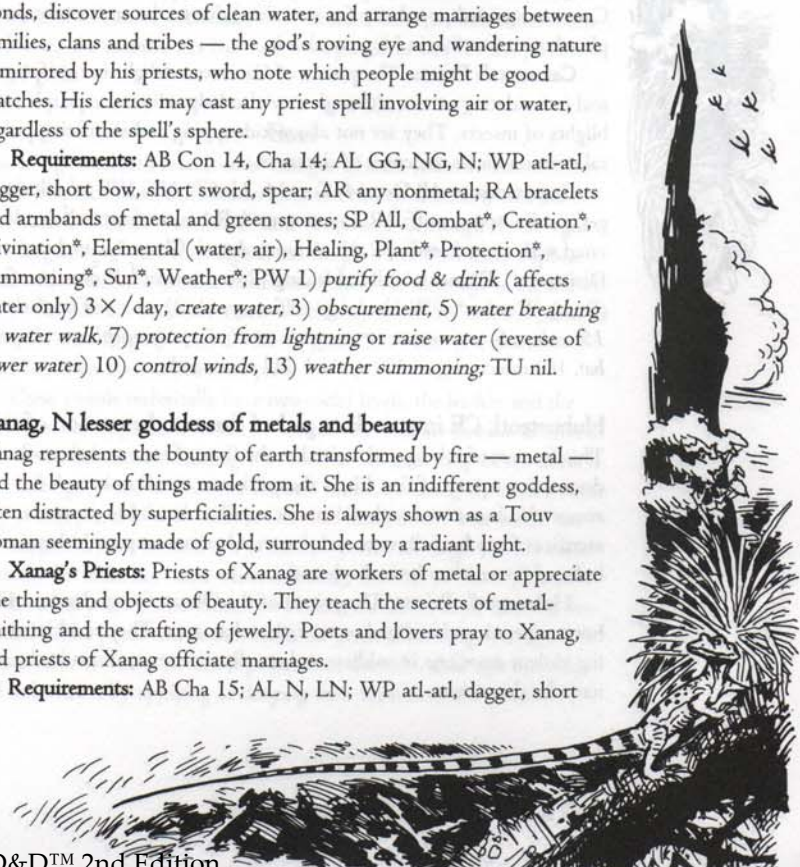 onds, discover sources of clean water, and arrange marriages between
milies, clans and tribes — the god's roving eye and wandering nature
mirrored by his priests, who note which people might be good
atches. His clerics may cast any priest spell involving air or water,
gardless of the spell's sphere.
Requirements: AB Con 14, Cha 14; AL GG, NG, N; WP atl-atl,
gger, short bow, short sword, spear; AR any nonmetal; RA bracelets
d armbands of metal and green stones; SP All, Combat*, Creation*,
ivination*, Elemental (water, air), Healing, Plant*, Protection*,
mmoning*, Sun*, Weather*; PW 1) purify food & drink (affects
ter only) 3×/day, create water, 3) obscurement, 5) water breathing
water walk, 7) protection from lightning or raise water (reverse of
wer water) 10) control winds, 13) weather summoning; TU nil.
anag, N lesser goddess of metals and beauty
anag represents the bounty of earth transformed by fire — metal —
d the beauty of things made from it. She is an indifferent goddess,
ten distracted by superficialities. She is always shown as a Touv
oman seemingly made of gold, surrounded by a radiant light.
Xanag's Priests: Priests of Xanag are workers of metal or appreciate
things and objects of beauty. They teach the secrets of metal-
ithing and the crafting of jewelry. Poets and lovers pray to Xanag,
d priests of Xanag officiate marriages.
Requirements: AB Cha 15; AL N, LN; WP atl-atl, dagger, short
D&D™ 2nd Edition